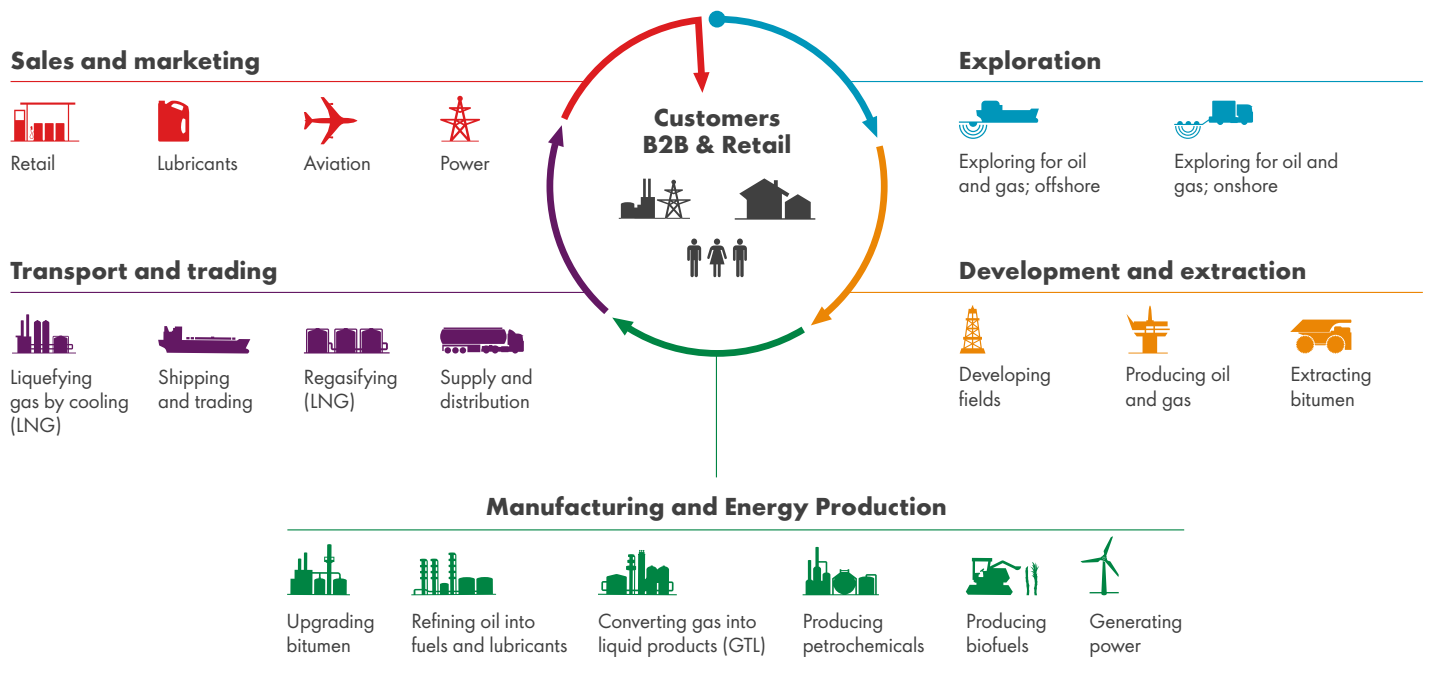 Sales and marketing
Retail
Lubricants
Aviation
Power
Customers
B2B & Retail
Exploration
Exploring for oil
and gas; offshore
Exploring for oil and
gas; onshore
Transport and trading
Liquefying
gas by cooling
(LNG)
Shipping
and trading
Regasifying
(LNG)
Supply and
distribution
Development and extraction
Developing
fields
Producing oil
and gas
Extracting
bitumen
Manufacturing and Energy Production
Upgrading
bitumen
Refining oil into
fuels and lubricants
Converting gas into
liquid products (GTL)
Producing
petrochemicals
Producing
biofuels
Generating
power